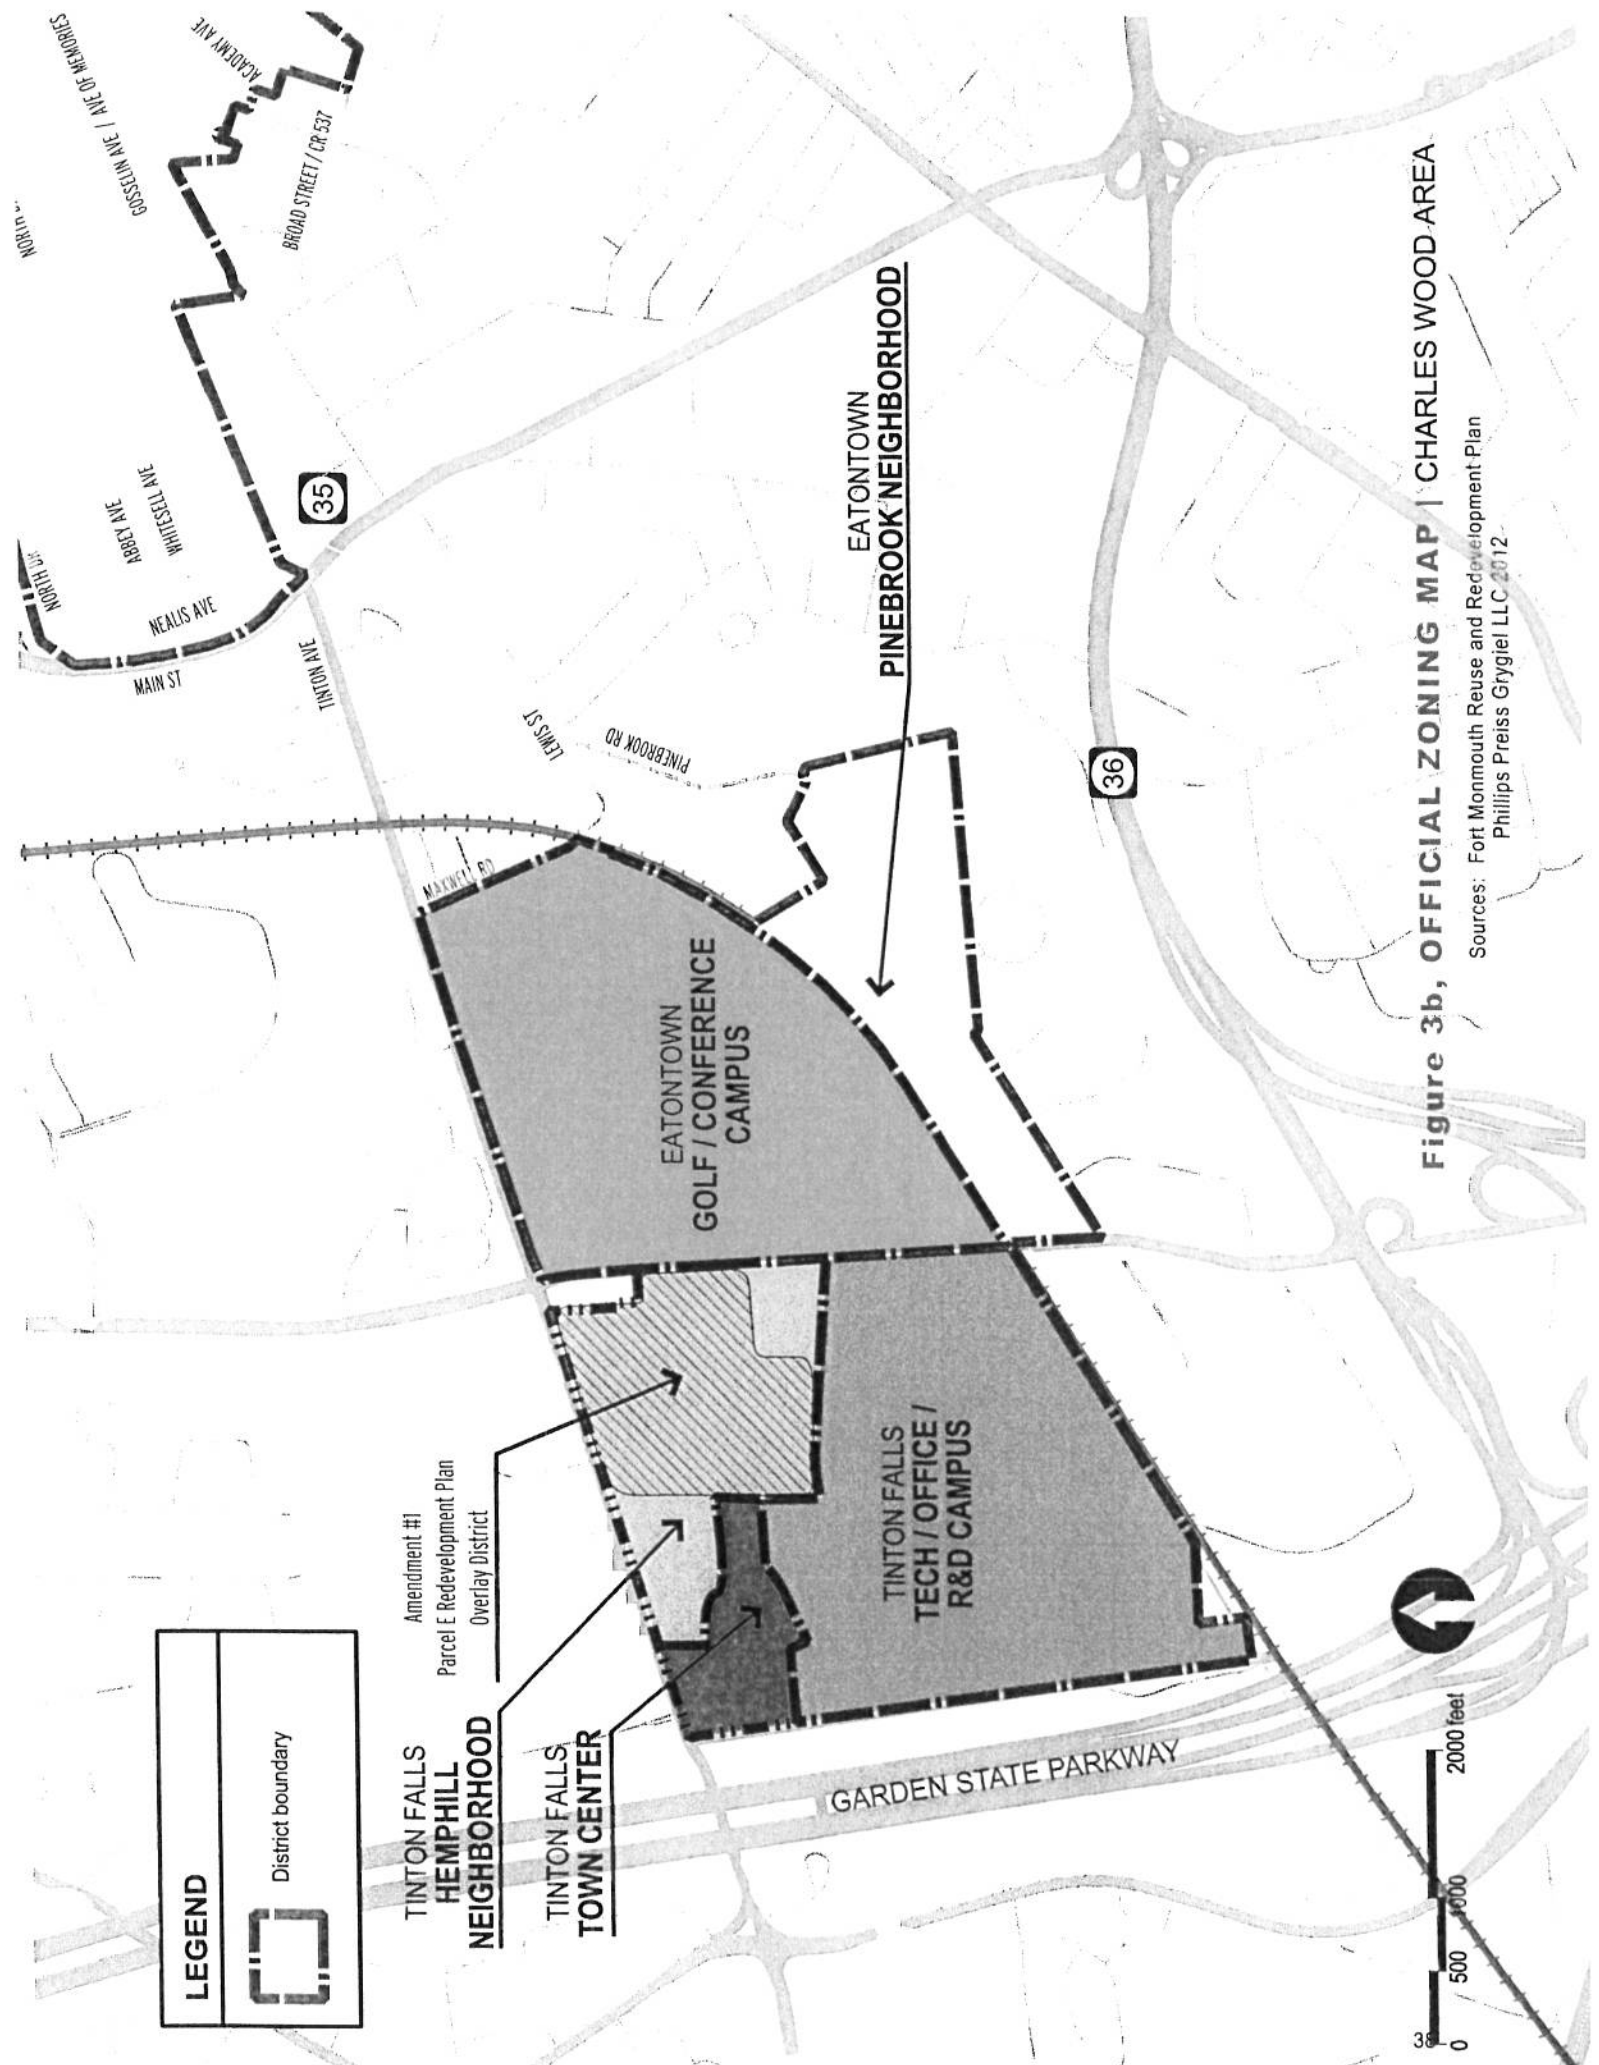 LEGEND
District boundary
TINTON FALLS
HEMPHILL
NEIGHBORHOOD
Amendment #1
Parcel E Redevelopment Plan
Overlay District
TINTON FALLS
TOWN CENTER
GARDEN STATE PARKWAY
TINTON FALLS
TECH / OFFICE /
R&D CAMPUS
EATONTOWN
GOLF / CONFERENCE
CAMPUS
MAXWELL RD
LEWIS ST
PINEBROOK RD
TINTON AVE
MAIN ST
NEALIS AVE
ABBEY AVE
WHITESELL AVE
35
GOSSELIN AVE / AVE OF MEMORIES
ACADEMY AVE
BROAD STREET / CR 537
EATONTOWN
PINEBROOK NEIGHBORHOOD
36
Figure 3b, OFFICIAL ZONING MAP | CHARLES WOOD AREA
Sources: Fort Monmouth Reuse and Redevelopment Plan
Phillips Preiss Grygiel LLC 2012
0 500 1000 2000 feet